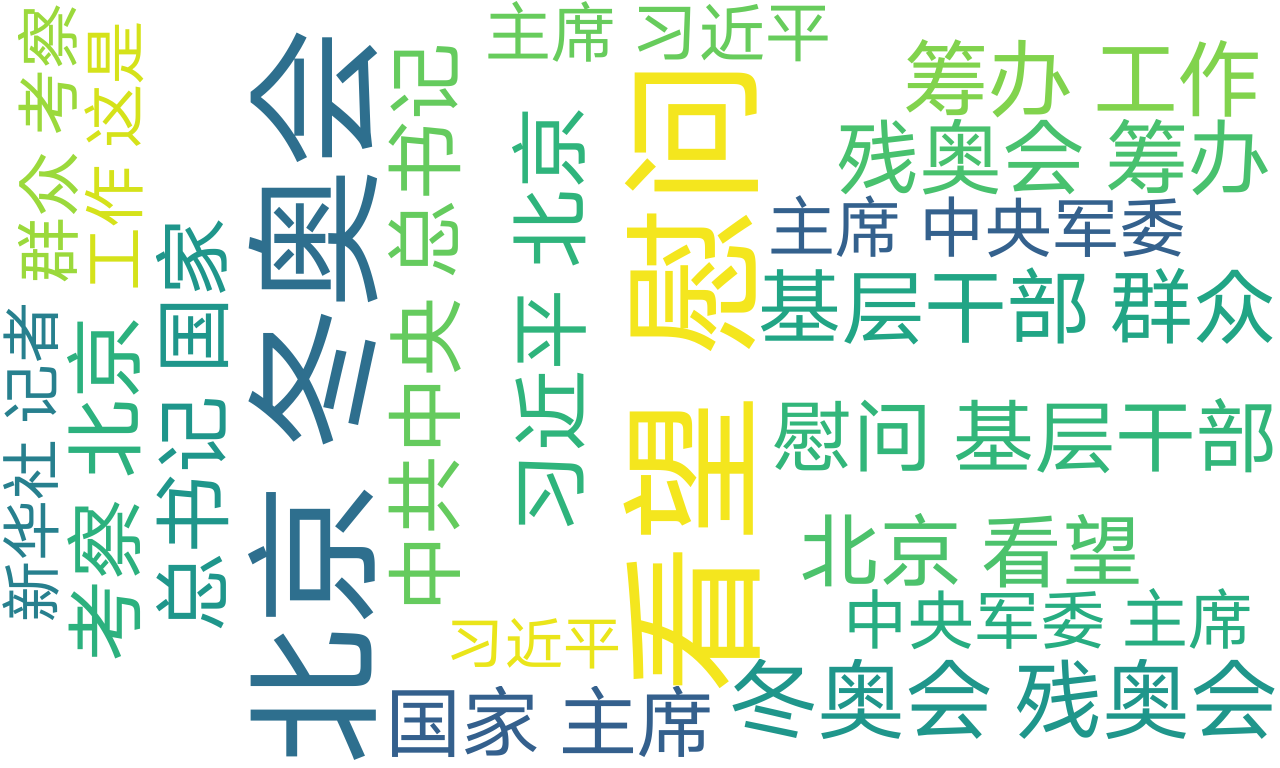 主席 习近平
筹办 工作
残奥会 筹办
主席 中央军委
基层干部 群众
慰问 基层干部
北京 看望
中央军委 主席
冬奥会 残奥会
习近平
国家 主席
看望 慰问
习近平 北京
中共中央 总书记
北京 冬奥会
总书记 国家
考察 北京
新华社 记者
工作 这是
群众 考察